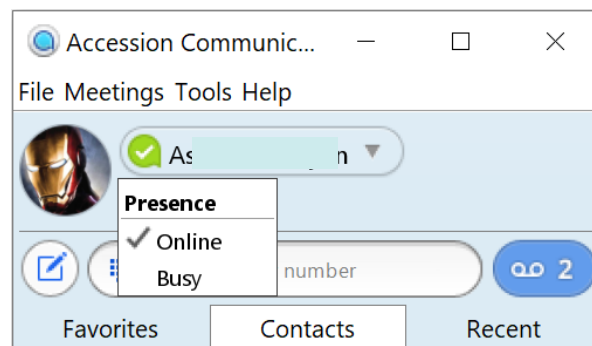 Accession Communic...
File Meetings Tools Help
Presence
Online
Busy
number
2
Favorites Contacts Recent